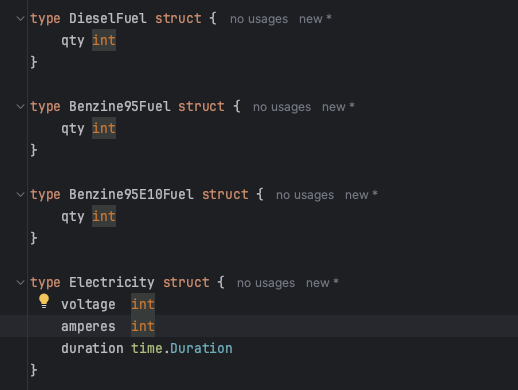 type DieselFuel struct { no usages new *
qty int
}
type Benzine95Fuel struct { no usages new *
qty int
}
type Benzine95E10Fuel struct { no usages new *
qty int
}
type Electricity struct { no usages new *
voltage int
amperes int
duration time.Duration
}